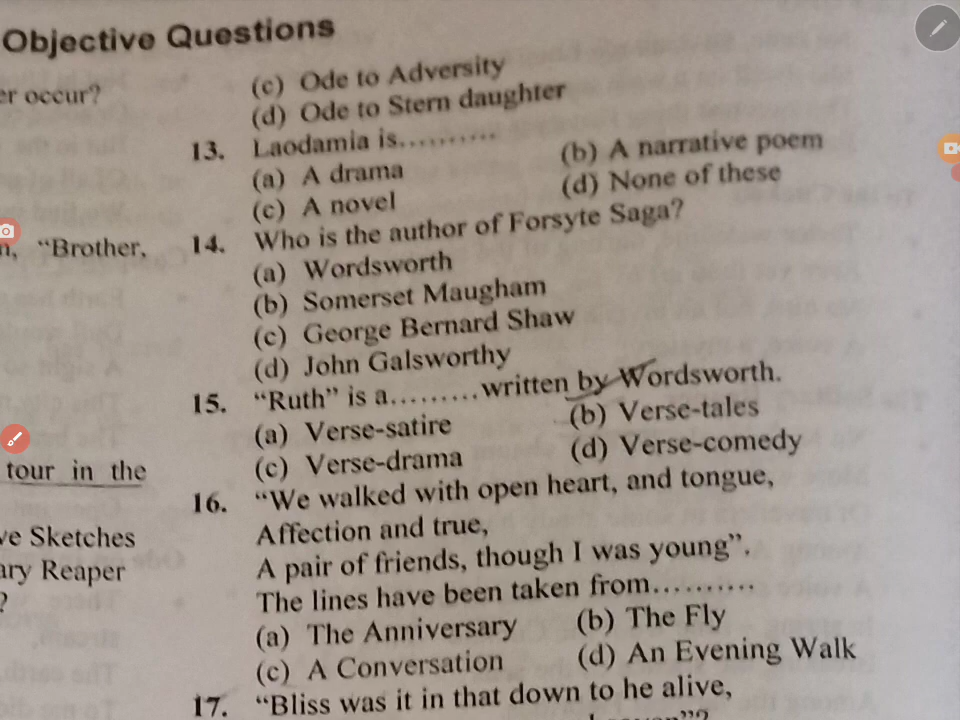 Objective Questions
er occur?
n, “Brother,
tour in the
ve Sketches
ary Reaper
?
(c) Ode to Adversity
(d) Ode to Stern daughter
13. Laodamia is..........
(a) A drama (b) A narrative poem
(c) A novel (d) None of these
14. Who is the author of Forsyte Saga?
(a) Wordsworth
(b) Somerset Maugham
(c) George Bernard Shaw
(d) John Galsworthy
15. “Ruth” is a.........written by Wordsworth.
(a) Verse-satire (b) Verse-tales
(c) Verse-drama (d) Verse-comedy
16. “We walked with open heart, and tongue,
Affection and true,
A pair of friends, though I was young”.
The lines have been taken from..........
(a) The Anniversary (b) The Fly
(c) A Conversation (d) An Evening Walk
17. “Bliss was it in that down to he alive,